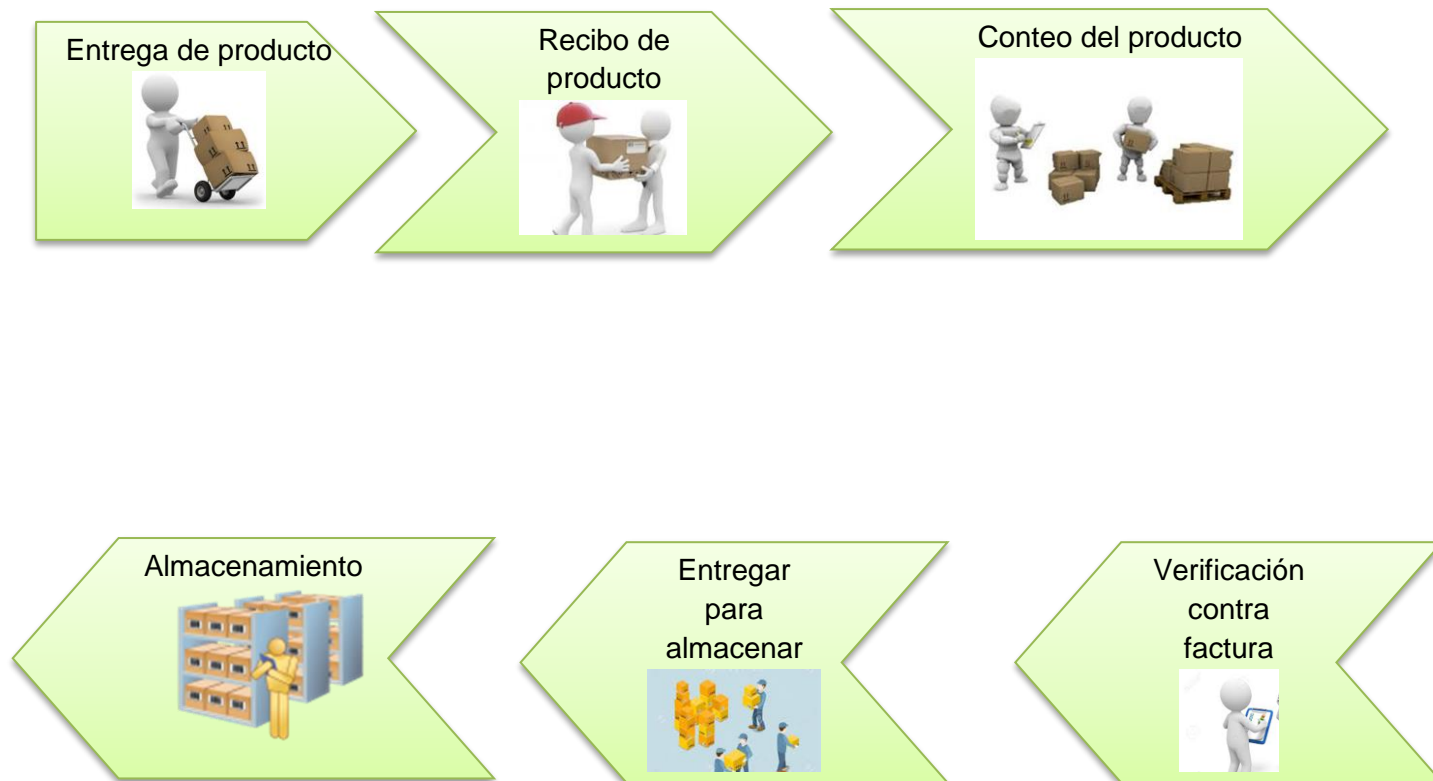 Entrega de producto
Recibo de
producto
Conteo del producto
Almacenamiento
Entregar
para
almacenar
Verificación
contra
factura